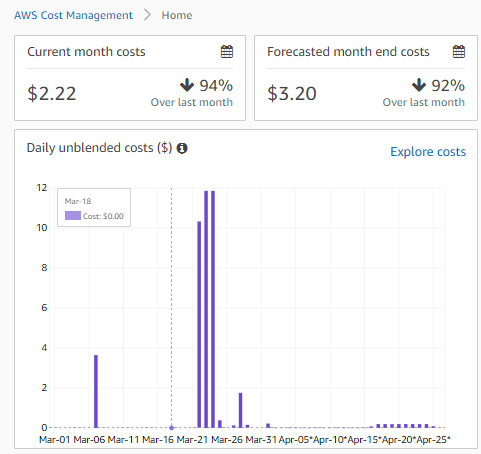 AWS Cost Management > Home
Current month costs
Forecasted month end costs
$2.22
94%
Over last month
$3.20
92%
Over last month
Daily unblended costs ($)
Explore costs
12
10
8
6
4
2
0
Mar-18
Cost: $0.00
Mar-01 Mar-06 Mar-11 Mar-16 Mar-21 Mar-26 Mar-31 Apr-05* Apr-10* Apr-15* Apr-20* Apr-25*